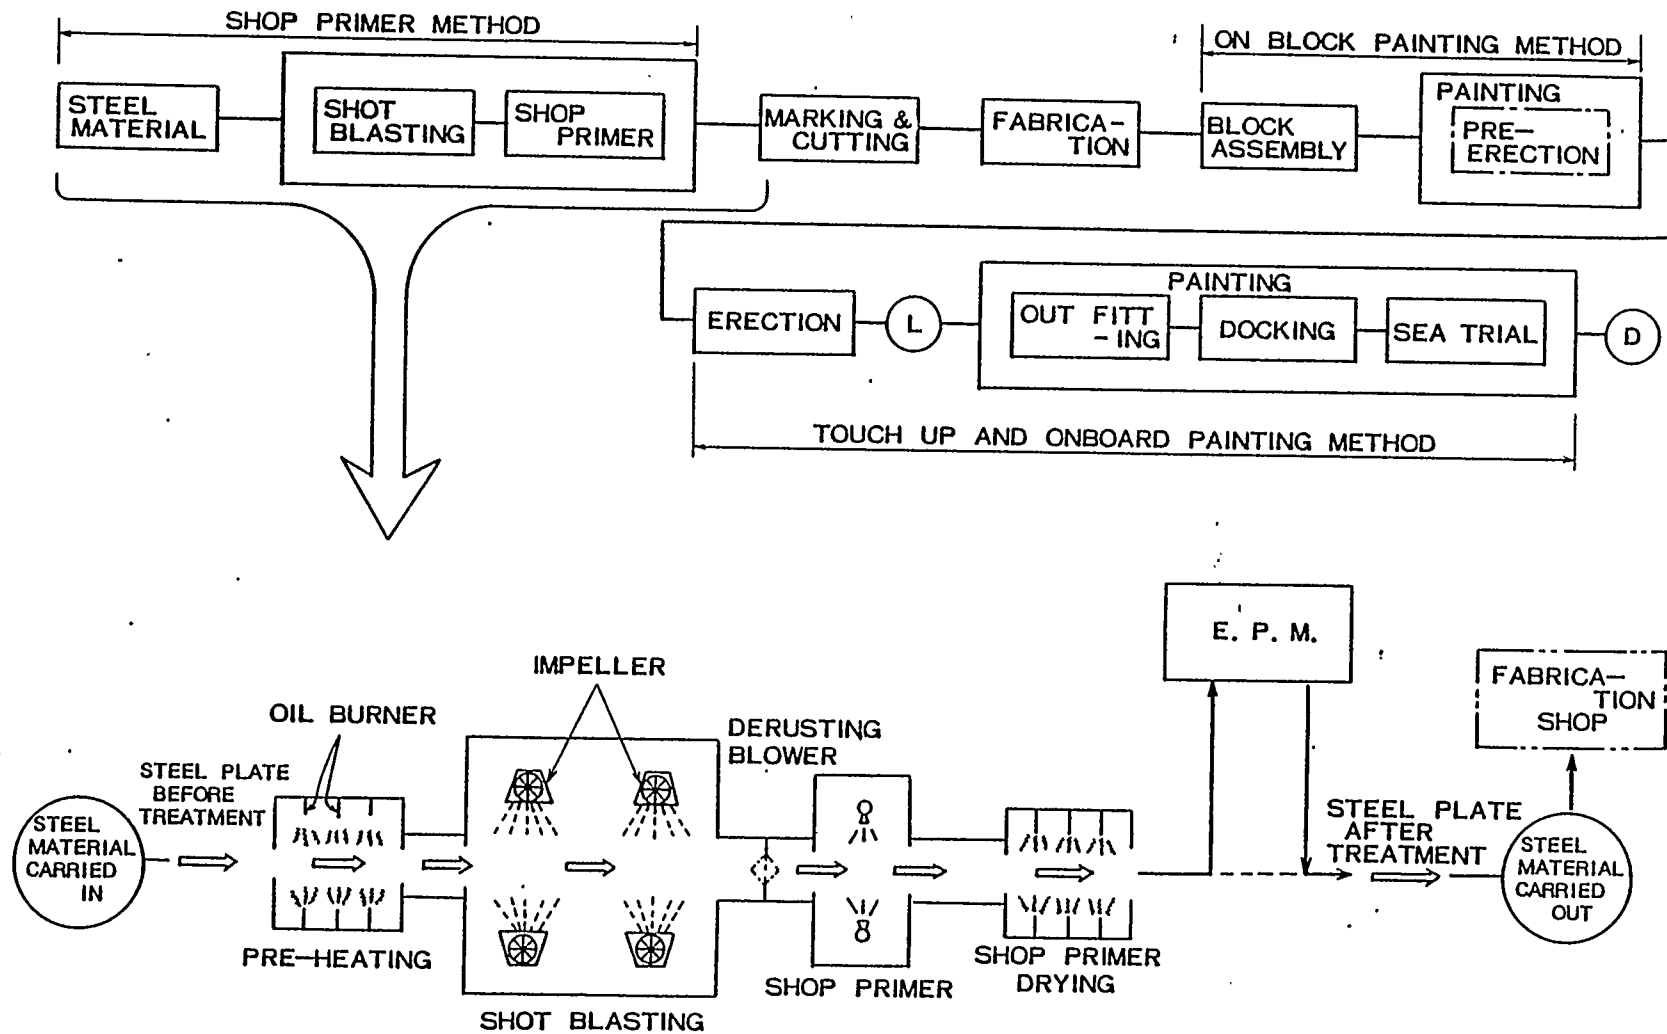 SHOP PRIMER METHOD
ON BLOCK PAINTING METHOD
STEEL
MATERIAL
SHOT
BLASTING
SHOP
PRIMER
MARKING &
CUTTING
FABRICA-
TION
BLOCK
ASSEMBLY
PAINTING
PRE-
ERECTION
ERECTION
L
PAINTING
OUT FITT
-ING
DOCKING
SEA TRIAL
D
TOUCH UP AND ONBOARD PAINTING METHOD
E. P. M.
IMPELLER
OIL BURNER
DERUSTING
BLOWER
FABRICA-
TION
SHOP
STEEL PLATE
BEFORE
TREATMENT
STEEL
MATERIAL
CARRIED
IN
STEEL PLATE
AFTER
TREATMENT
STEEL
MATERIAL
CARRIED
OUT
PRE-HEATING
SHOT BLASTING
SHOP PRIMER
SHOP PRIMER
DRYING